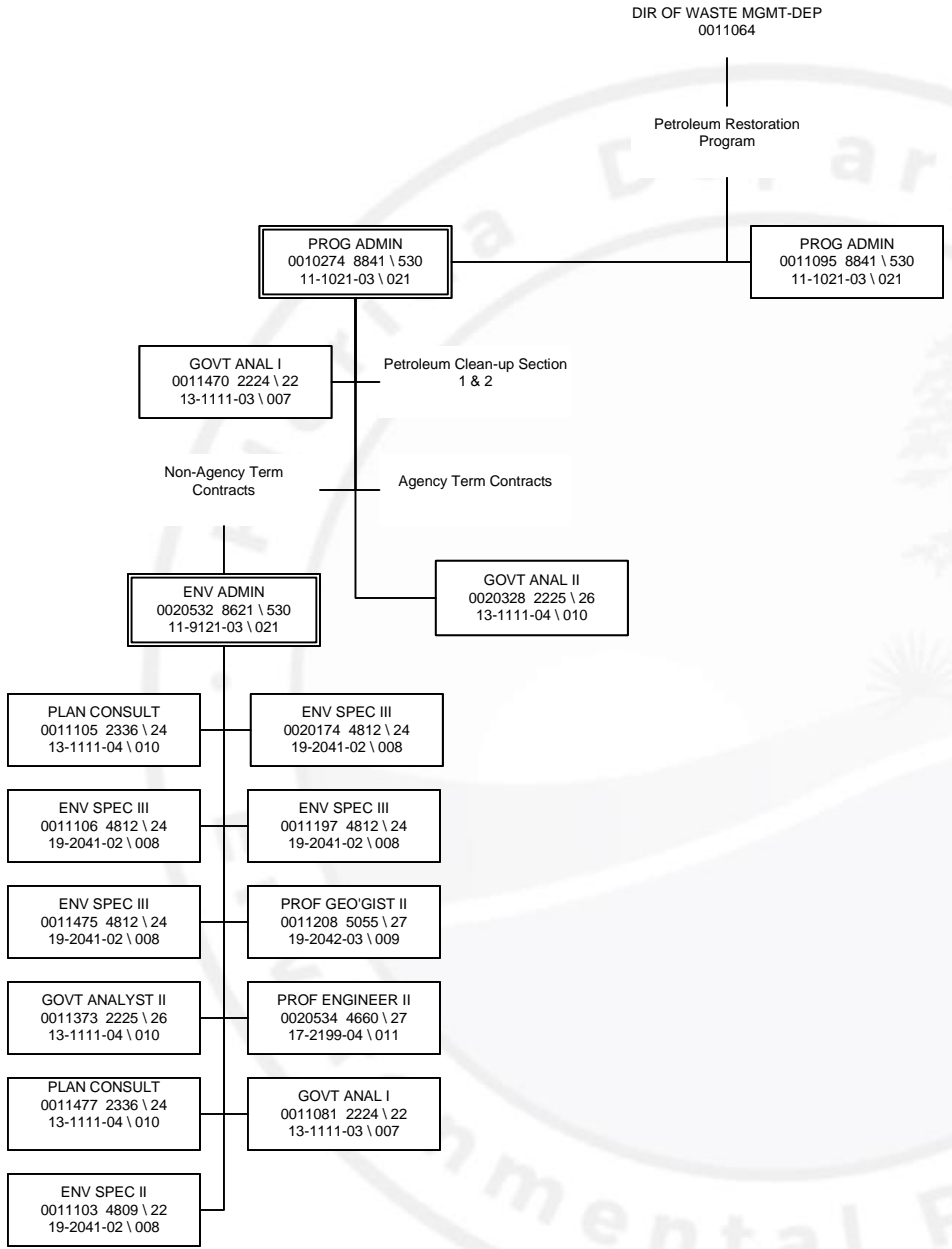 DIR OF WASTE MGMT-DEP
0011064
Petroleum Restoration
Program
PROG ADMIN
0010274 8841 \ 530
11-1021-03 \ 021
PROG ADMIN
0011095 8841 \ 530
11-1021-03 \ 021
GOVT ANAL I
0011470 2224 \ 22
13-1111-03 \ 007
Petroleum Clean-up Section
1 & 2
Non-Agency Term
Contracts
Agency Term Contracts
ENV ADMIN
0020532 8621 \ 530
11-9121-03 \ 021
GOVT ANAL II
0020328 2225 \ 26
13-1111-04 \ 010
PLAN CONSULT
0011105 2336 \ 24
13-1111-04 \ 010
ENV SPEC III
0020174 4812 \ 24
19-2041-02 \ 008
ENV SPEC III
0011106 4812 \ 24
19-2041-02 \ 008
ENV SPEC III
0011197 4812 \ 24
19-2041-02 \ 008
ENV SPEC III
0011475 4812 \ 24
19-2041-02 \ 008
PROF GEO'GIST II
0011208 5055 \ 27
19-2042-03 \ 009
GOVT ANALYST II
0011373 2225 \ 26
13-1111-04 \ 010
PROF ENGINEER II
0020534 4660 \ 27
17-2199-04 \ 011
PLAN CONSULT
0011477 2336 \ 24
13-1111-04 \ 010
GOVT ANAL I
0011081 2224 \ 22
13-1111-03 \ 007
ENV SPEC II
0011103 4809 \ 22
19-2041-02 \ 008